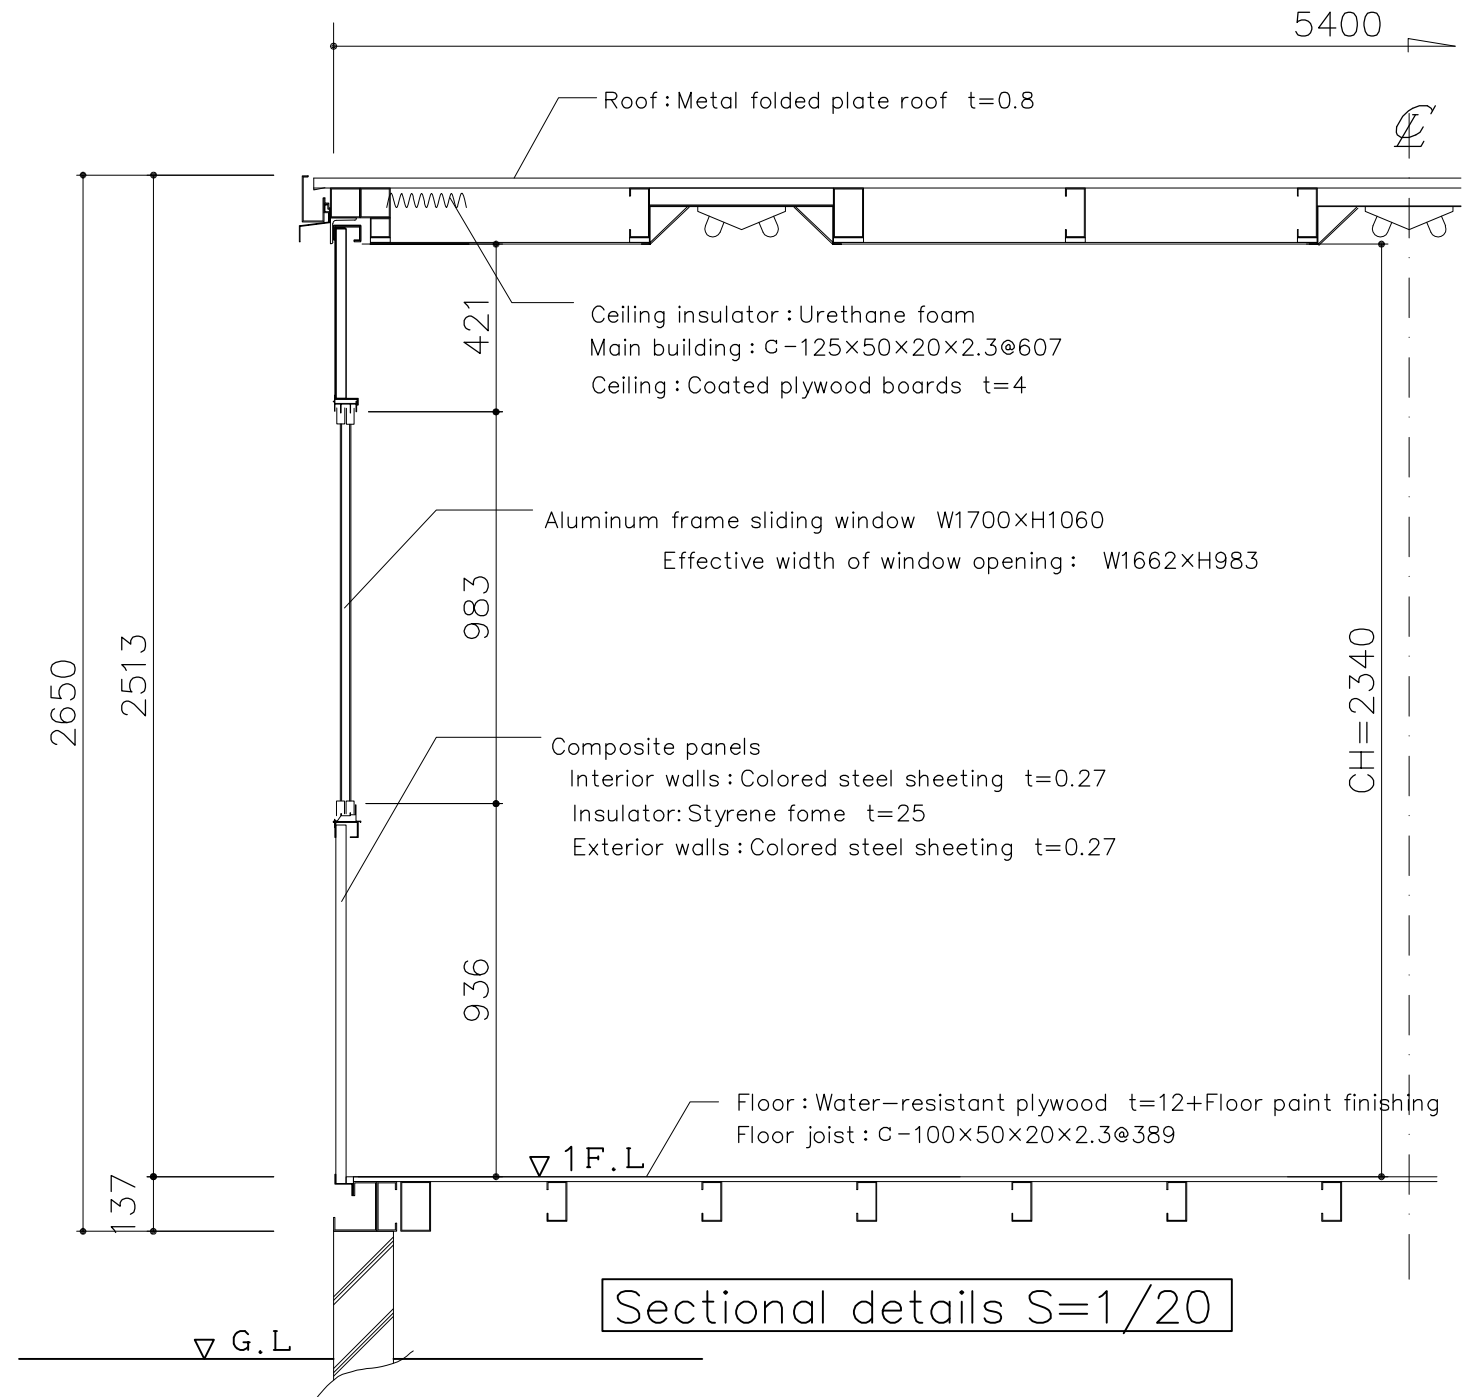 5400
Roof:Metal folded plate roof t=0.8
℄
Ceiling insulator:Urethane foam
Main building:C-125×50×20×2.3@607
Ceiling:Coated plywood boards t=4
421
Aluminum frame sliding window W1700×H1060
Effective width of window opening: W1662×H983
983
2650
2513
CH=2340
Composite panels
Interior walls:Colored steel sheeting t=0.27
Insulator:Styrene fome t=25
Exterior walls:Colored steel sheeting t=0.27
936
Floor:Water-resistant plywood t=12+Floor paint finishing
Floor joist:C-100×50×20×2.3@389
1F.L
137
Sectional details S=1/20
G.L